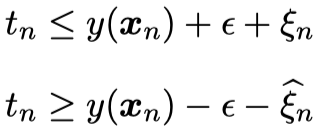 tₙ ≤ y(𝒙ₙ) + ϵ + ξₙ
tₙ ≥ y(𝒙ₙ) − ϵ − ξ̂ₙ